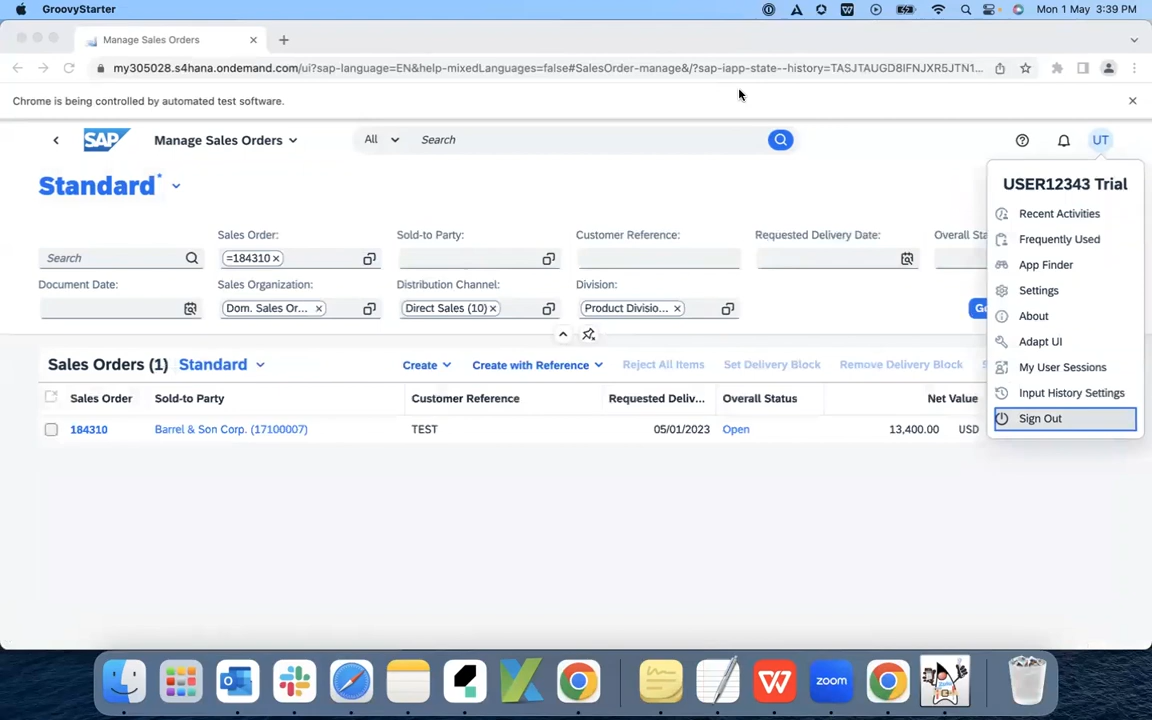 GroovyStarter
Mon 1 May 3:39 PM
Manage Sales Orders
my305028.s4hana.ondemand.com/ui?sap-language=EN&help-mixedLanguages=false#SalesOrder-manage&/?sap-iapp-state--history=TASJTAUGD8IFNJXR5JTN1...
Chrome is being controlled by automated test software.
SAP Manage Sales Orders All Search UT
Standard*
USER12343 Trial
Recent Activities
Frequently Used
App Finder
Settings
About
Adapt UI
My User Sessions
Input History Settings
Sign Out
Sales Order: Sold-to Party: Customer Reference: Requested Delivery Date: Overall Sta
Search =184310
Document Date: Sales Organization: Distribution Channel: Division:
Dom. Sales Or... Direct Sales (10) Product Divisio... Go
Sales Orders (1) Standard Create Create with Reference Reject All Items Set Delivery Block Remove Delivery Block S
Sales Order Sold-to Party Customer Reference Requested Deliv... Overall Status Net Value
184310 Barrel & Son Corp. (17100007) TEST 05/01/2023 Open 13,400.00 USD
zoom